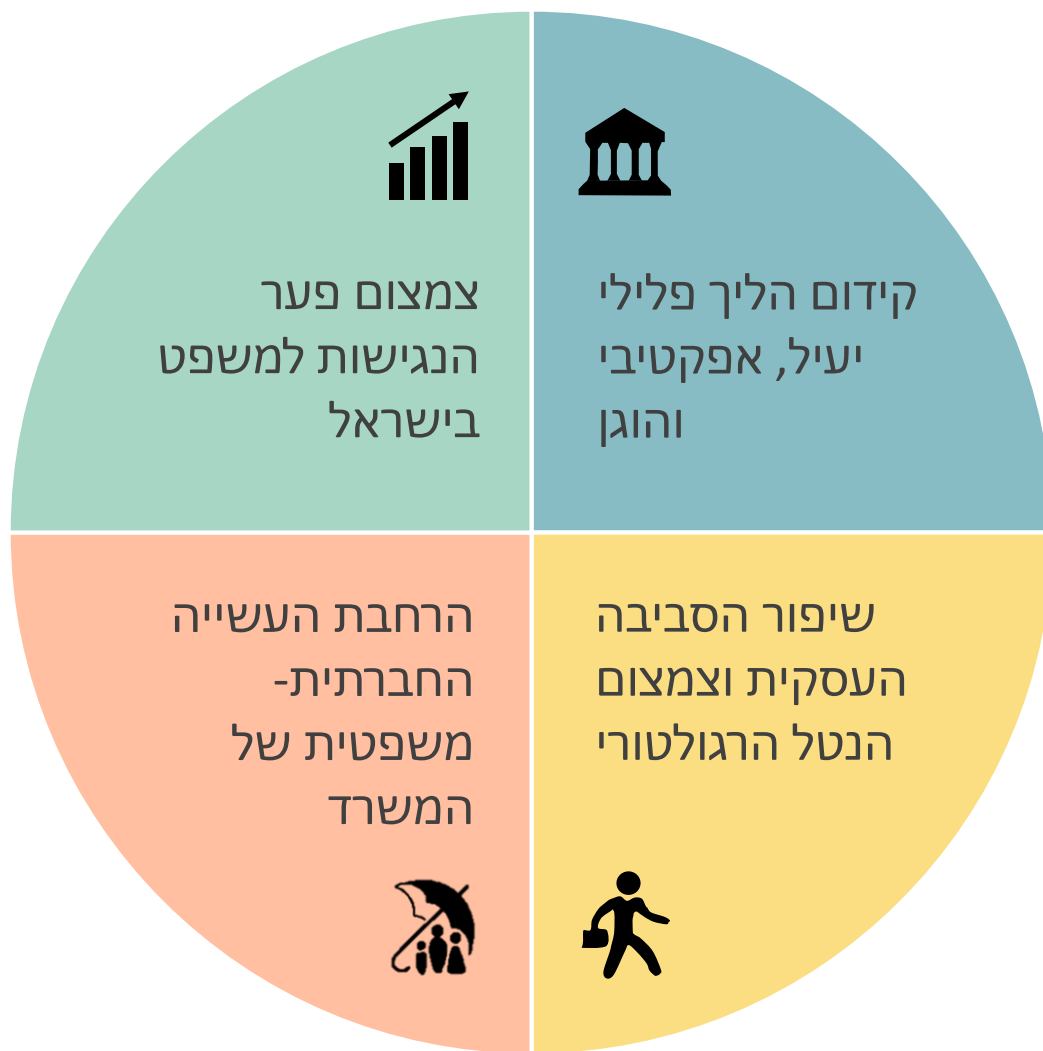 קידום הליך פלילי
יעיל, אפקטיבי
והוגן
צמצום פער
הנגישות למשפט
בישראל
שיפור הסביבה
העסקית וצמצום
הנטל הרגולטורי
הרחבת העשייה
החברתית-
משפטית של
המשרד